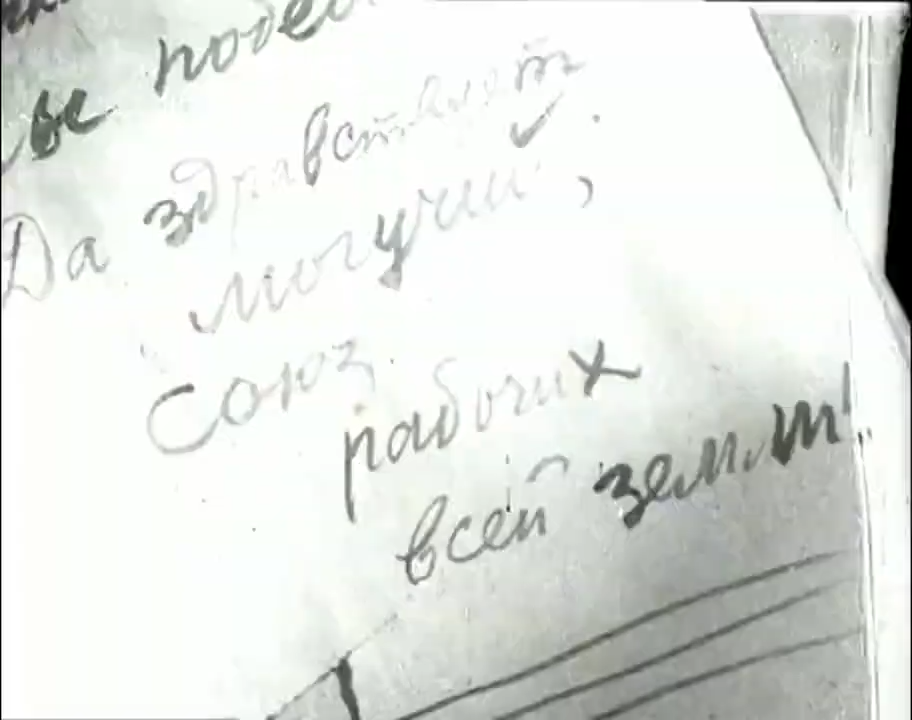 Да здравствует
могучий,
Союз
рабочих
всей земли!